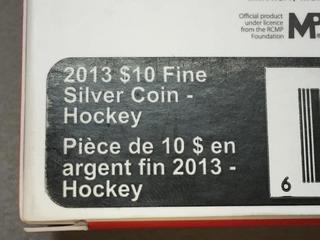 Official product
under licence
from the RCMP
Foundation
2013 $10 Fine
Silver Coin -
Hockey
Pièce de 10 $ en
argent fin 2013 -
Hockey
6